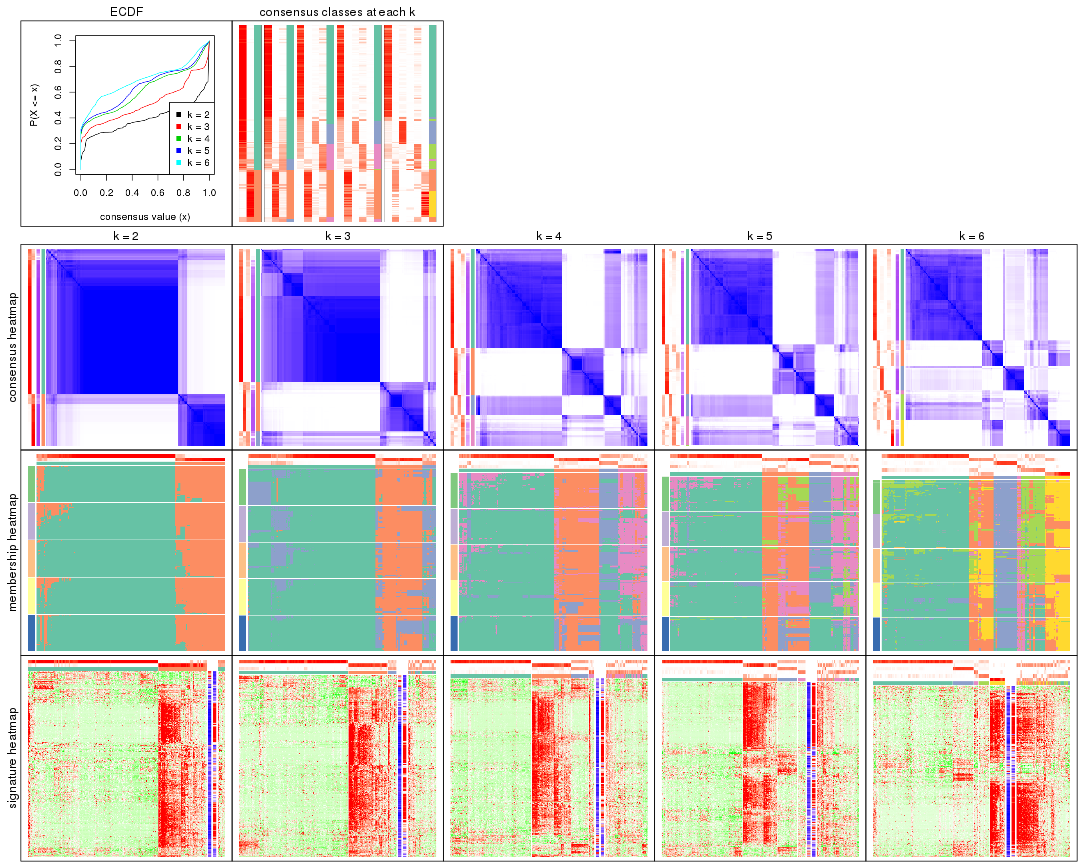 ECDF
consensus classes at each k
P(X <= x)
0.0 0.2 0.4 0.6 0.8 1.0
k = 2
k = 3
k = 4
k = 5
k = 6
0.0 0.2 0.4 0.6 0.8 1.0
consensus value (x)
k = 2
k = 3
k = 4
k = 5
k = 6
consensus heatmap
membership heatmap
signature heatmap